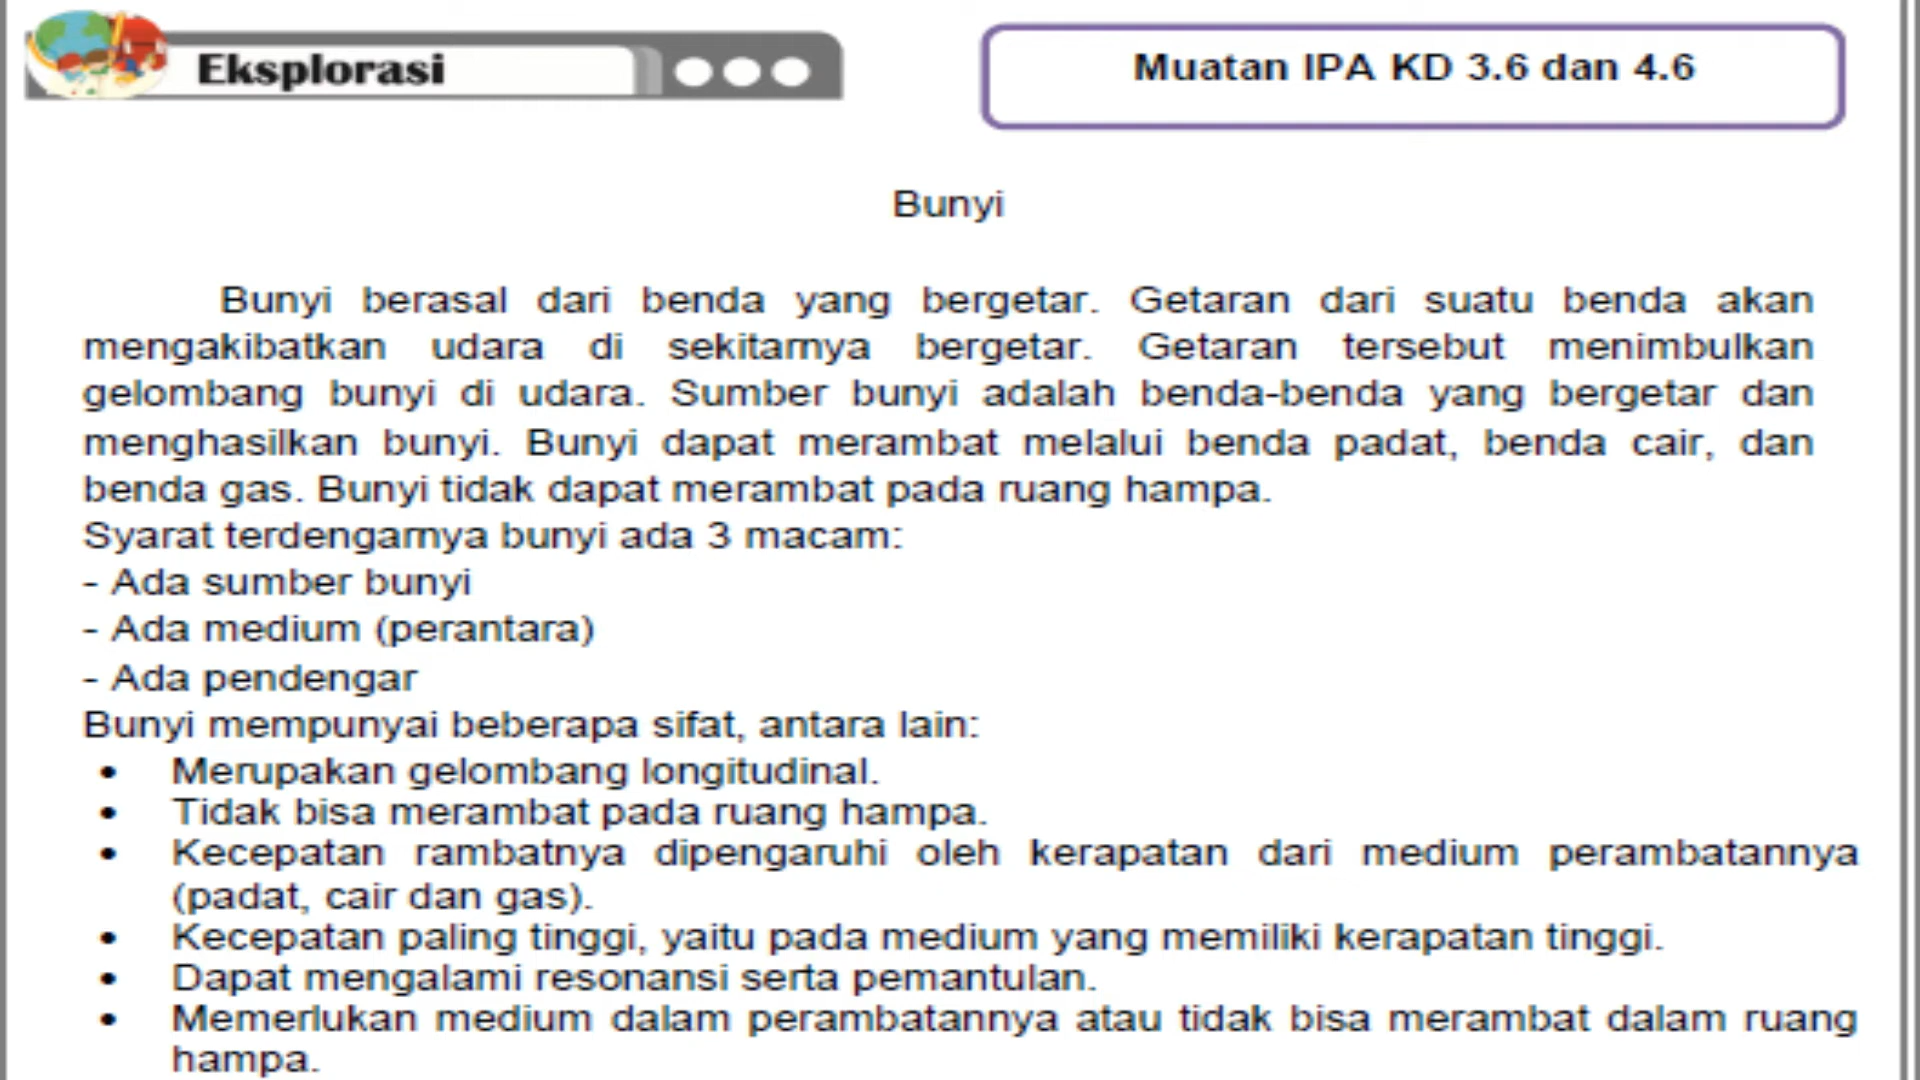 Eksplorasi
Muatan IPA KD 3.6 dan 4.6
Bunyi
Bunyi berasal dari benda yang bergetar. Getaran dari suatu benda akan
mengakibatkan udara di sekitarnya bergetar. Getaran tersebut menimbulkan
gelombang bunyi di udara. Sumber bunyi adalah benda-benda yang bergetar dan
menghasilkan bunyi. Bunyi dapat merambat melalui benda padat, benda cair, dan
benda gas. Bunyi tidak dapat merambat pada ruang hampa.
Syarat terdengarnya bunyi ada 3 macam:
- Ada sumber bunyi
- Ada medium (perantara)
- Ada pendengar
Bunyi mempunyai beberapa sifat, antara lain:
• Merupakan gelombang longitudinal.
• Tidak bisa merambat pada ruang hampa.
• Kecepatan rambatnya dipengaruhi oleh kerapatan dari medium perambatannya
(padat, cair dan gas).
• Kecepatan paling tinggi, yaitu pada medium yang memiliki kerapatan tinggi.
• Dapat mengalami resonansi serta pemantulan.
• Memerlukan medium dalam perambatannya atau tidak bisa merambat dalam ruang
hampa.